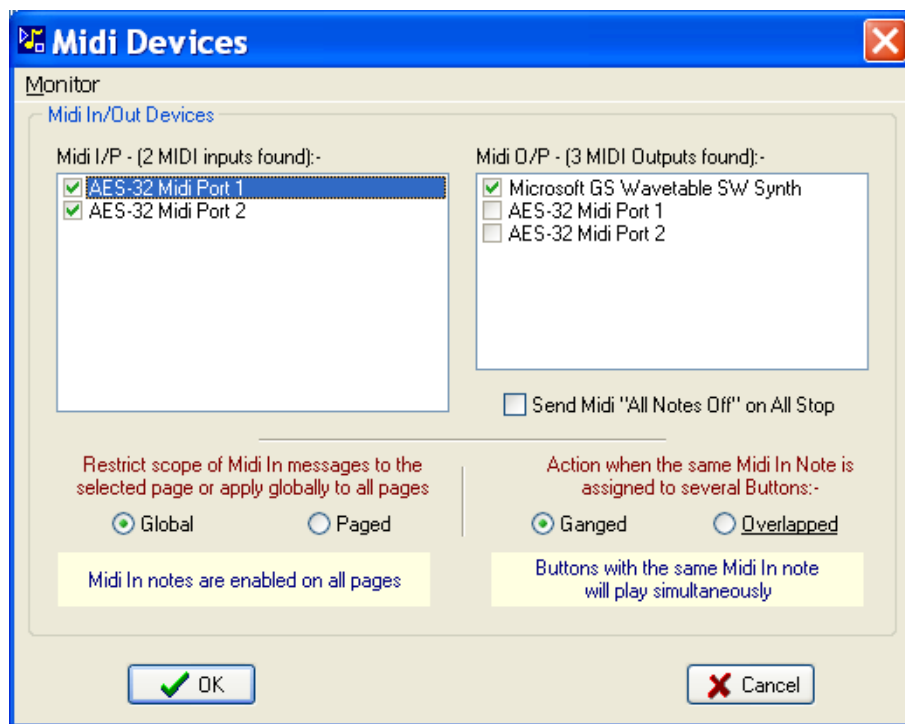 Midi Devices
Monitor
Midi In/Out Devices
Midi I/P - (2 MIDI inputs found):-
AES-32 Midi Port 1
AES-32 Midi Port 2
Midi O/P - (3 MIDI Outputs found):-
Microsoft GS Wavetable SW Synth
AES-32 Midi Port 1
AES-32 Midi Port 2
Send Midi "All Notes Off" on All Stop
Restrict scope of Midi In messages to the
selected page or apply globally to all pages
Global Paged
Midi In notes are enabled on all pages
Action when the same Midi In Note is
assigned to several Buttons:-
Ganged Overlapped
Buttons with the same Midi In note
will play simultaneously
OK Cancel